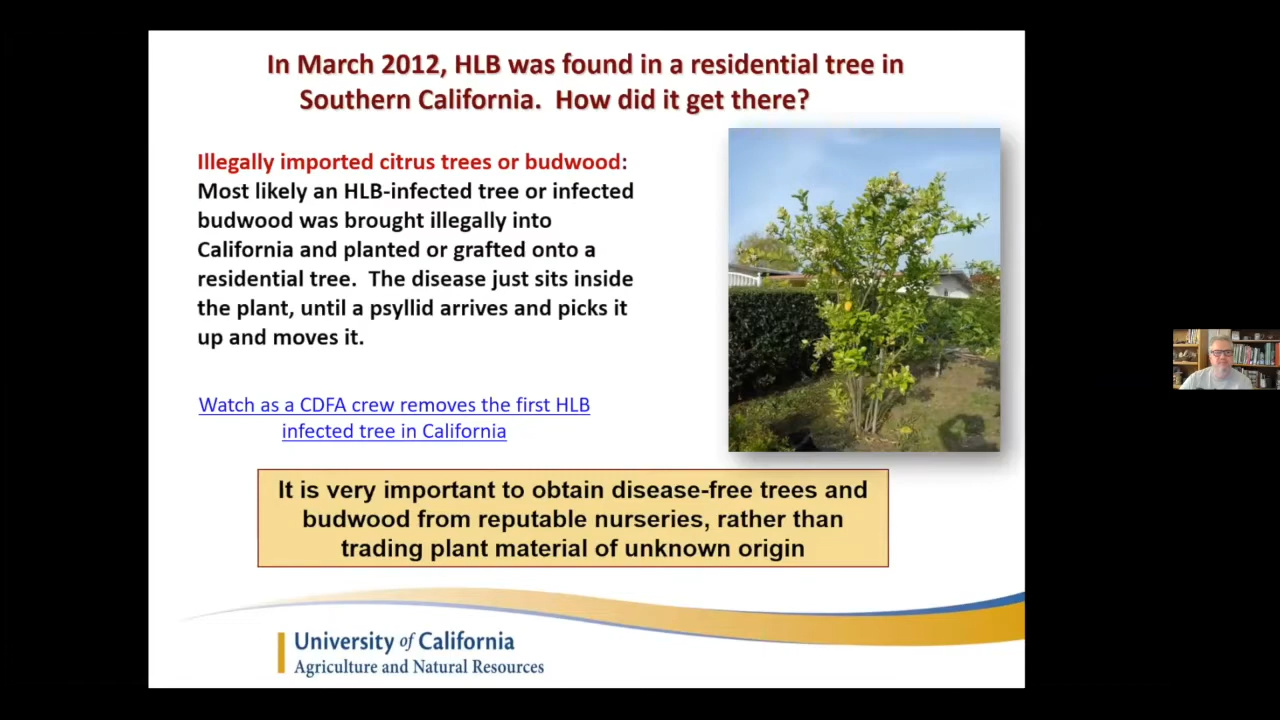 In March 2012, HLB was found in a residential tree in
Southern California.  How did it get there?
Illegally imported citrus trees or budwood:
Most likely an HLB-infected tree or infected
budwood was brought illegally into
California and planted or grafted onto a
residential tree.  The disease just sits inside
the plant, until a psyllid arrives and picks it
up and moves it.
Watch as a CDFA crew removes the first HLB
infected tree in California
It is very important to obtain disease-free trees and
budwood from reputable nurseries, rather than
trading plant material of unknown origin
University of California
Agriculture and Natural Resources